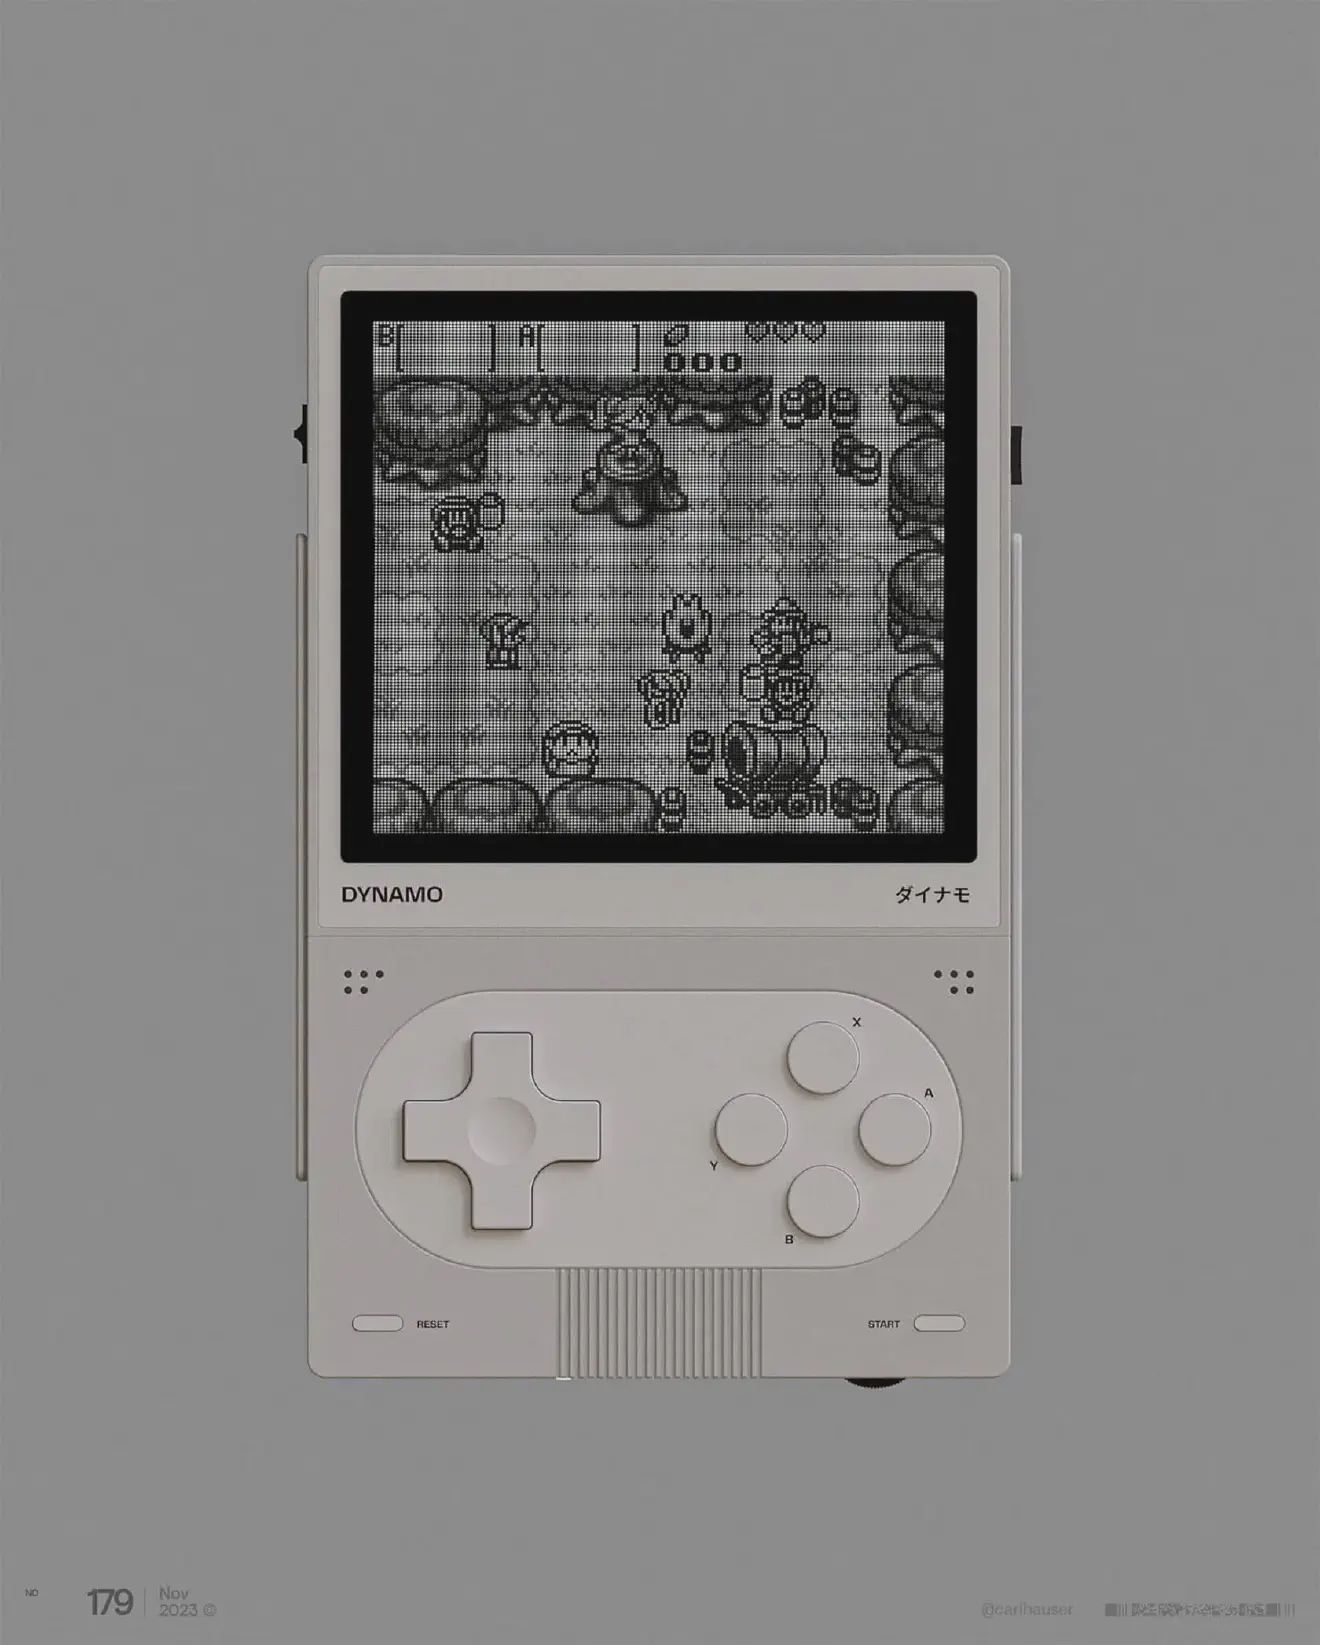 B[ ] A[ ]
000
DYNAMO
ダイナモ
X
A
Y
B
RESET
START
NO
179
Nov
2023 ©
@carlhauser